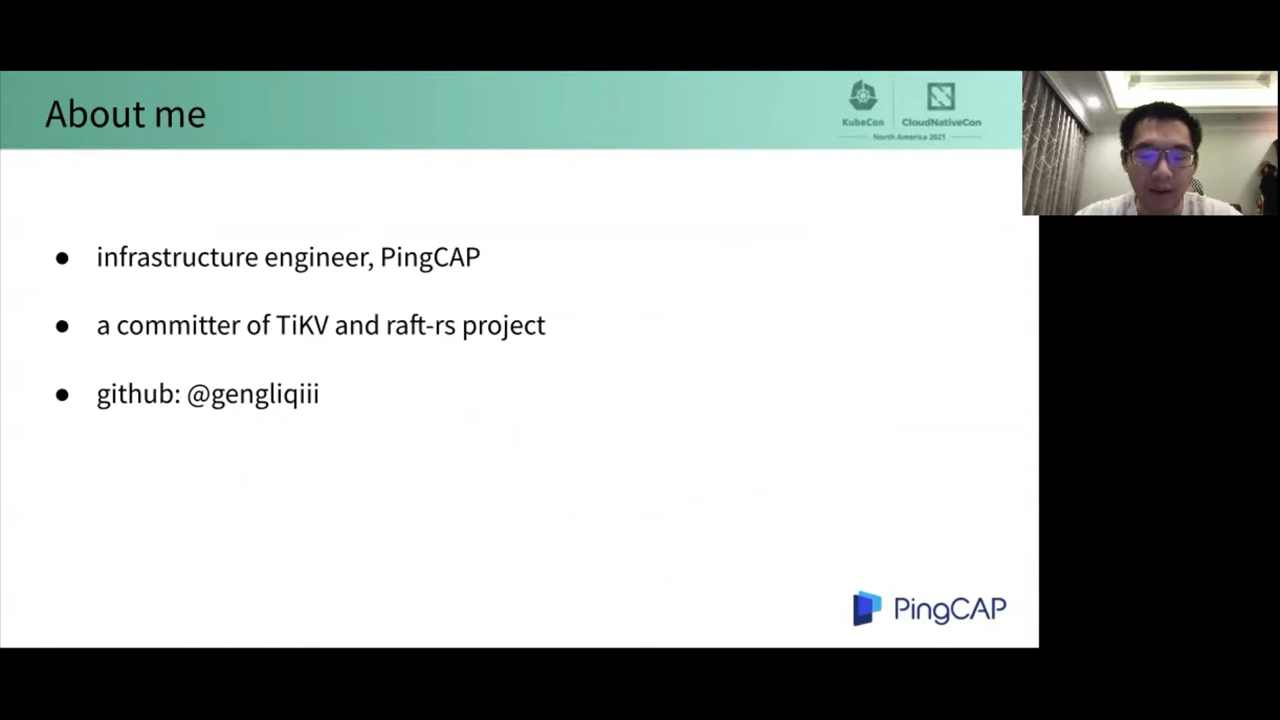 About me
KubeCon
CloudNativeCon
North America 2021
● infrastructure engineer, PingCAP
● a committer of TiKV and raft-rs project
● github: @gengliqiii
PingCAP